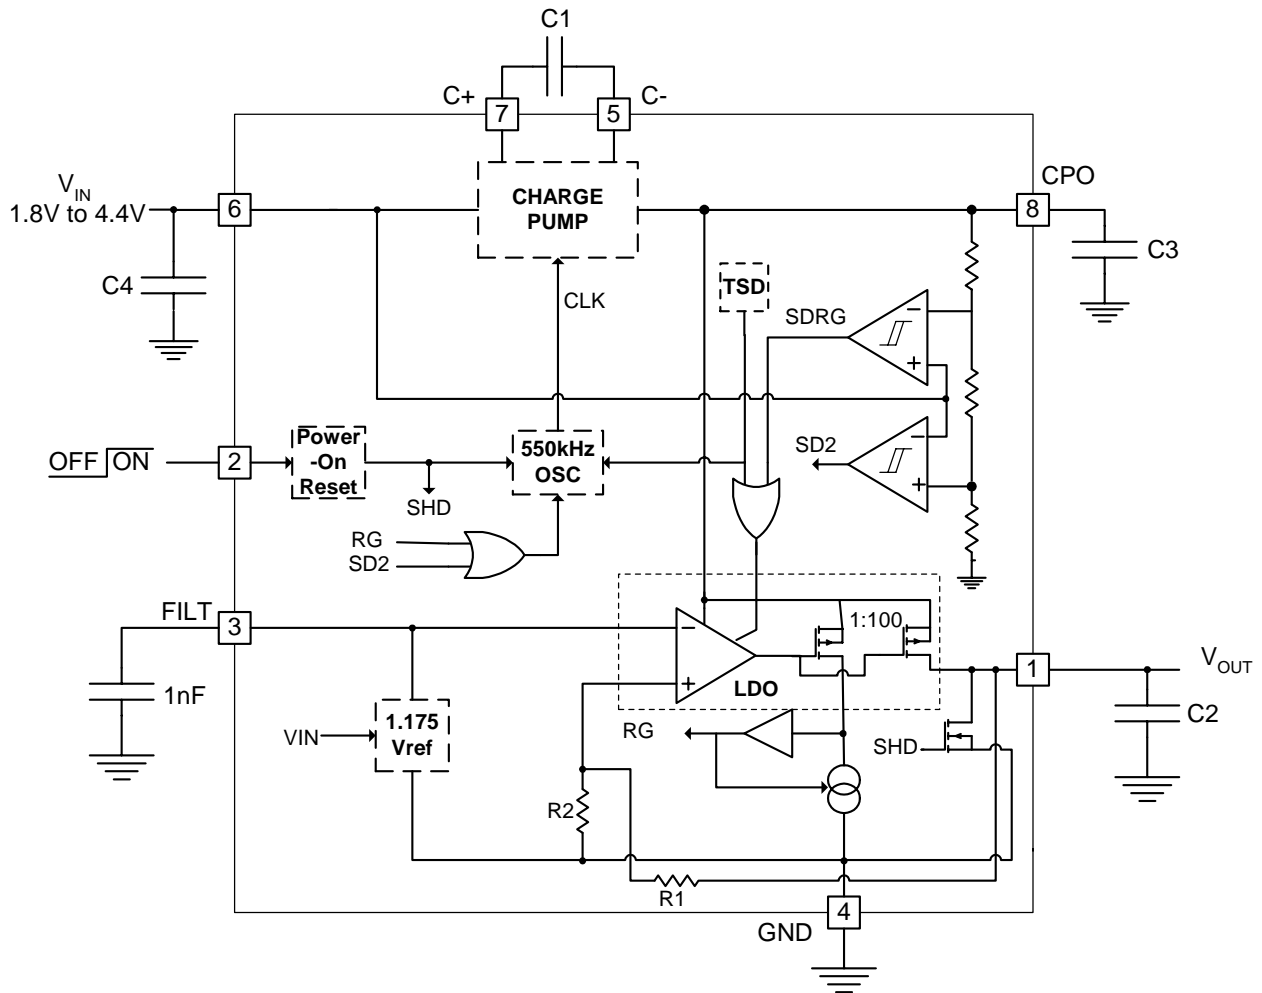 C1
C+
7
5
C-
V_IN
1.8V to 4.4V
6
CHARGE
PUMP
CPO
8
C3
C4
CLK
TSD
SDRG
−
+
OFF ON
2
Power
-On
Reset
550kHz
OSC
SD2
−
+
SHD
RG
SD2
FILT
3
−
1:100
+
LDO
1
V_OUT
1nF
VIN
1.175
Vref
RG
SHD
C2
R2
R1
4
GND